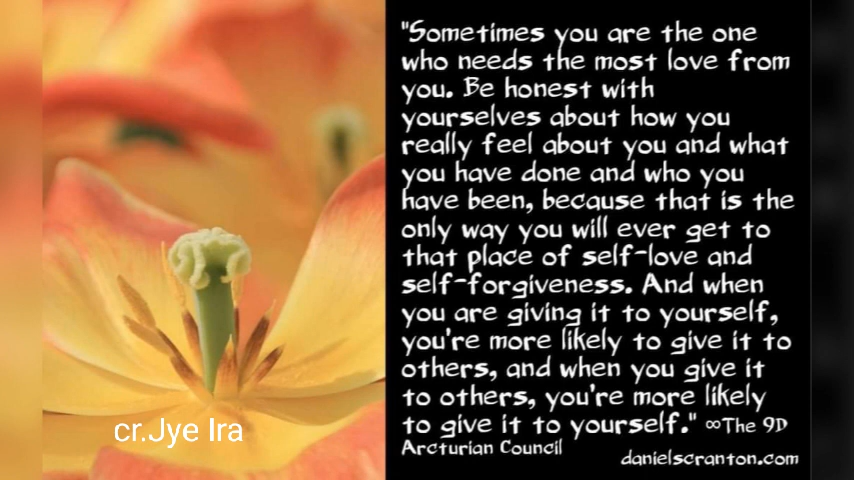 "Sometimes you are the one
who needs the most love from
you. Be honest with
yourselves about how you
really feel about you and what
you have done and who you
have been, because that is the
only way you will ever get to
that place of self-love and
self-forgiveness. And when
you are giving it to yourself,
you're more likely to give it to
others, and when you give it
to others, you're more likely
to give it to yourself." ∞The 9D
Arcturian Council
danielscranton.com
cr.Jye Ira